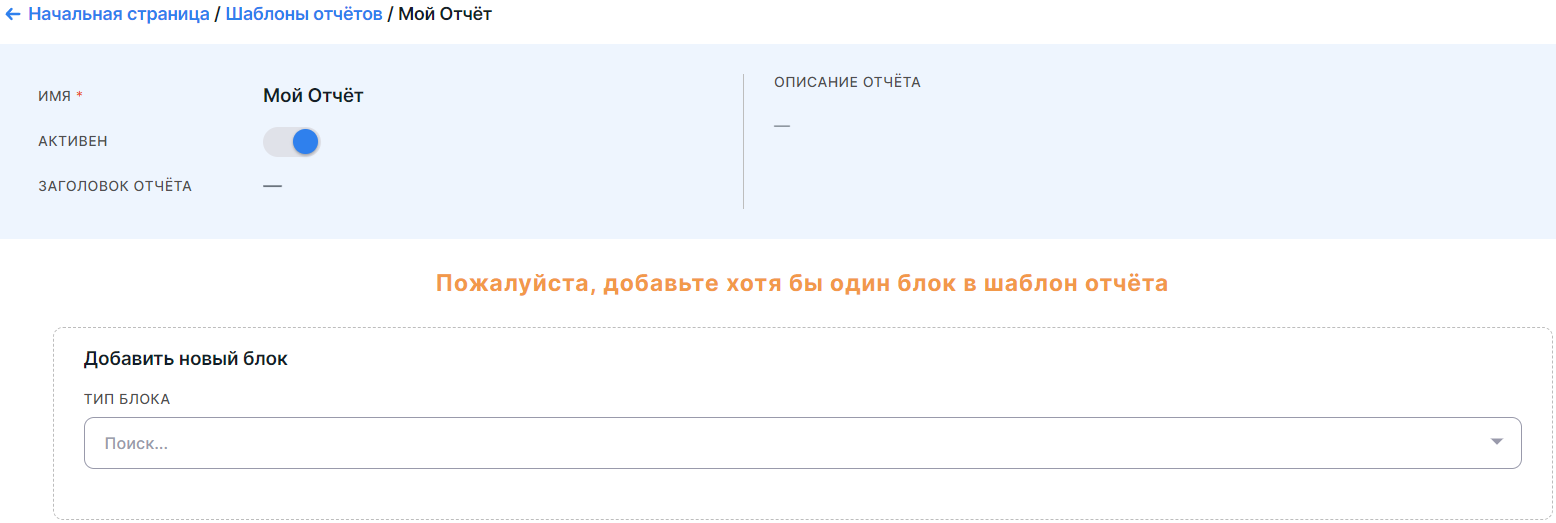 ← Начальная страница / Шаблоны отчётов / Мой Отчёт
ИМЯ * Мой Отчёт
АКТИВЕН
ЗАГОЛОВОК ОТЧЁТА —
ОПИСАНИЕ ОТЧЁТА
—
Пожалуйста, добавьте хотя бы один блок в шаблон отчёта
Добавить новый блок
ТИП БЛОКА
Поиск...